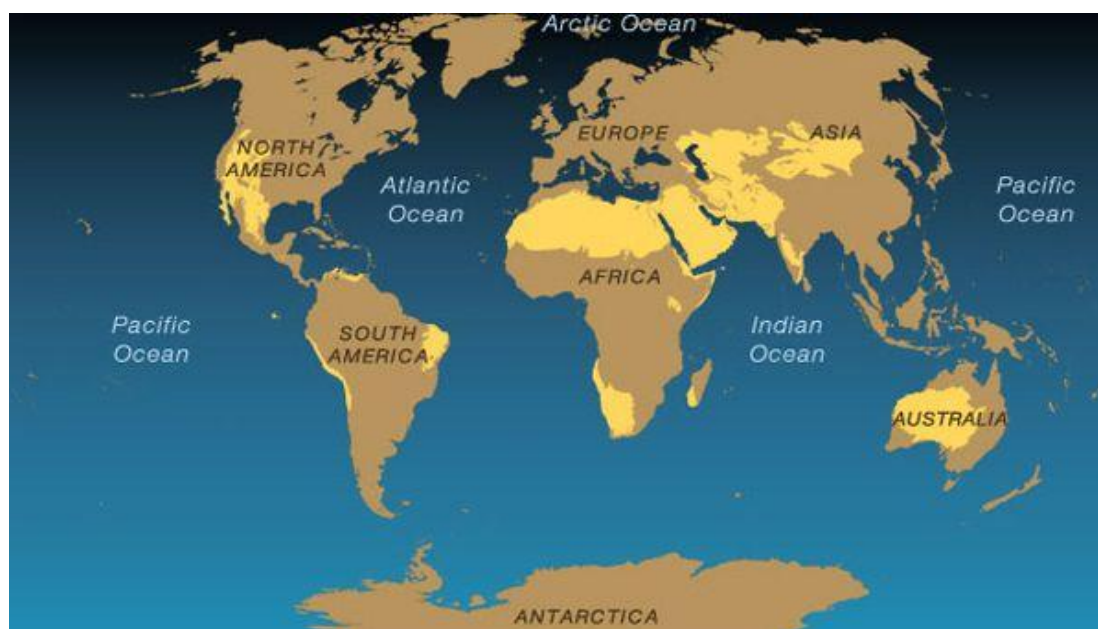 Arctic Ocean
NORTH
AMERICA
EUROPE
ASIA
Atlantic
Ocean
Pacific
Ocean
AFRICA
Pacific
Ocean
SOUTH
AMERICA
Indian
Ocean
AUSTRALIA
ANTARCTICA